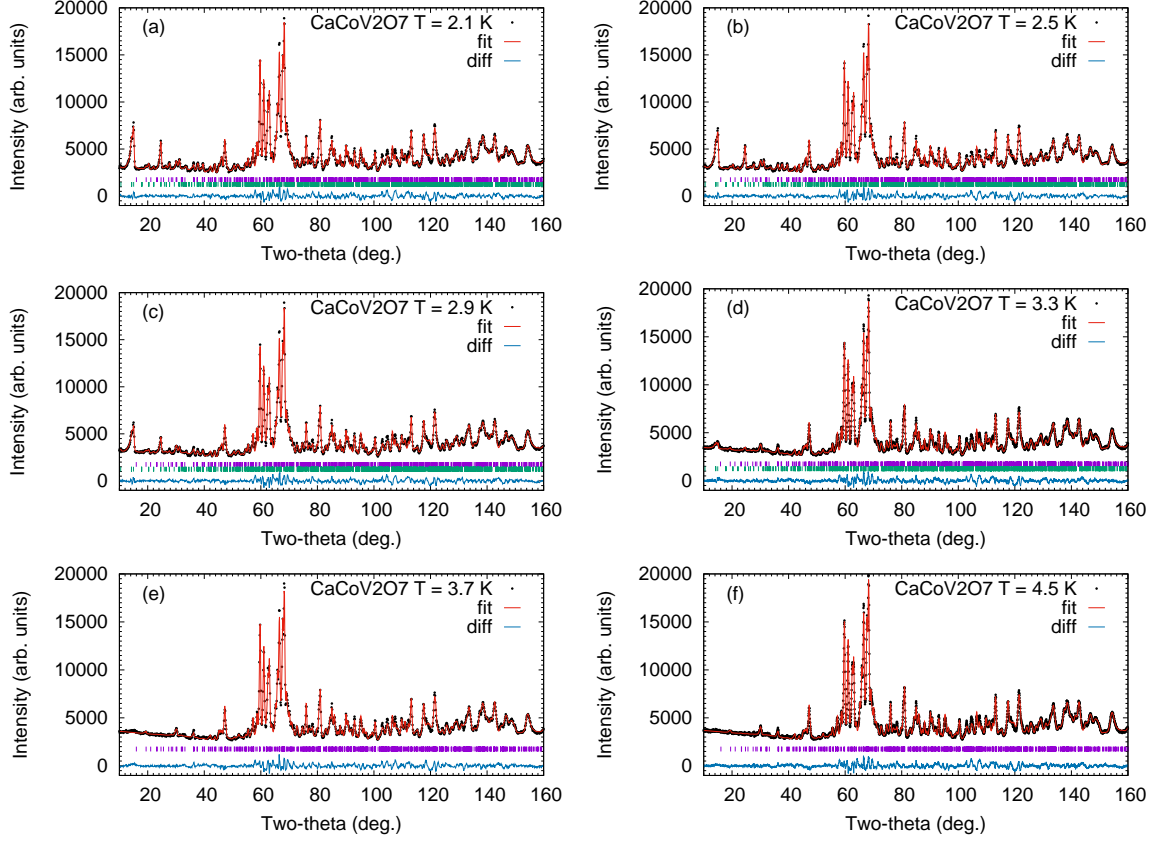 (a)
CaCoV2O7 T = 2.1 K
fit
diff
Intensity (arb. units)
20000
15000
10000
5000
0
20 40 60 80 100 120 140 160
Two-theta (deg.)
(b)
CaCoV2O7 T = 2.5 K
fit
diff
Intensity (arb. units)
20000
15000
10000
5000
0
20 40 60 80 100 120 140 160
Two-theta (deg.)
(c)
CaCoV2O7 T = 2.9 K
fit
diff
Intensity (arb. units)
20000
15000
10000
5000
0
20 40 60 80 100 120 140 160
Two-theta (deg.)
(d)
CaCoV2O7 T = 3.3 K
fit
diff
Intensity (arb. units)
20000
15000
10000
5000
0
20 40 60 80 100 120 140 160
Two-theta (deg.)
(e)
CaCoV2O7 T = 3.7 K
fit
diff
Intensity (arb. units)
20000
15000
10000
5000
0
20 40 60 80 100 120 140 160
Two-theta (deg.)
(f)
CaCoV2O7 T = 4.5 K
fit
diff
Intensity (arb. units)
20000
15000
10000
5000
0
20 40 60 80 100 120 140 160
Two-theta (deg.)